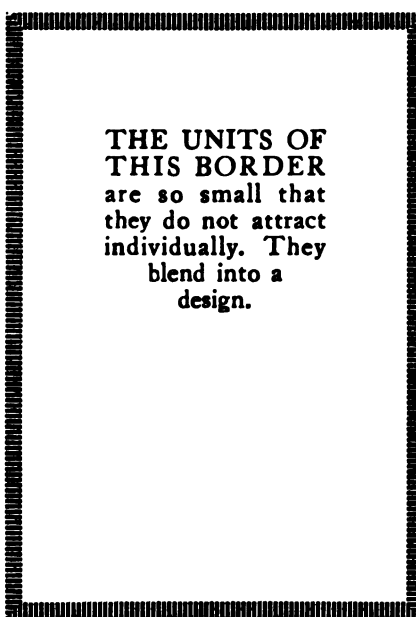 THE UNITS OF
THIS BORDER
are so small that
they do not attract
individually. They
blend into a
design.